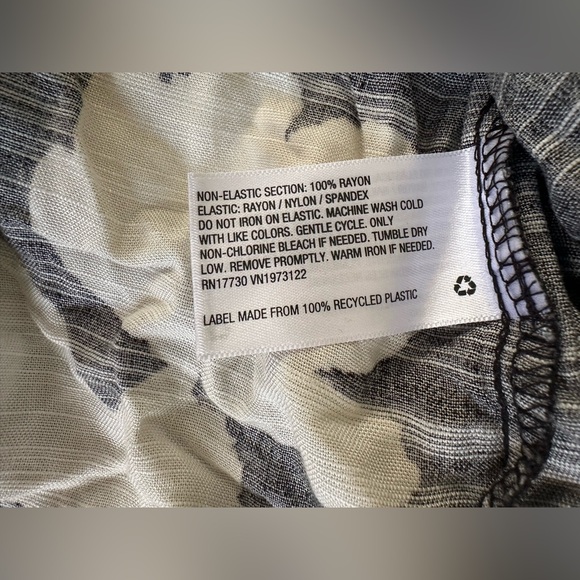 NON-ELASTIC SECTION: 100% RAYON
ELASTIC: RAYON / NYLON / SPANDEX
DO NOT IRON ON ELASTIC. MACHINE WASH COLD
WITH LIKE COLORS. GENTLE CYCLE. ONLY
NON-CHLORINE BLEACH IF NEEDED. TUMBLE DRY
LOW. REMOVE PROMPTLY. WARM IRON IF NEEDED.
RN17730 VN1973122
LABEL MADE FROM 100% RECYCLED PLASTIC